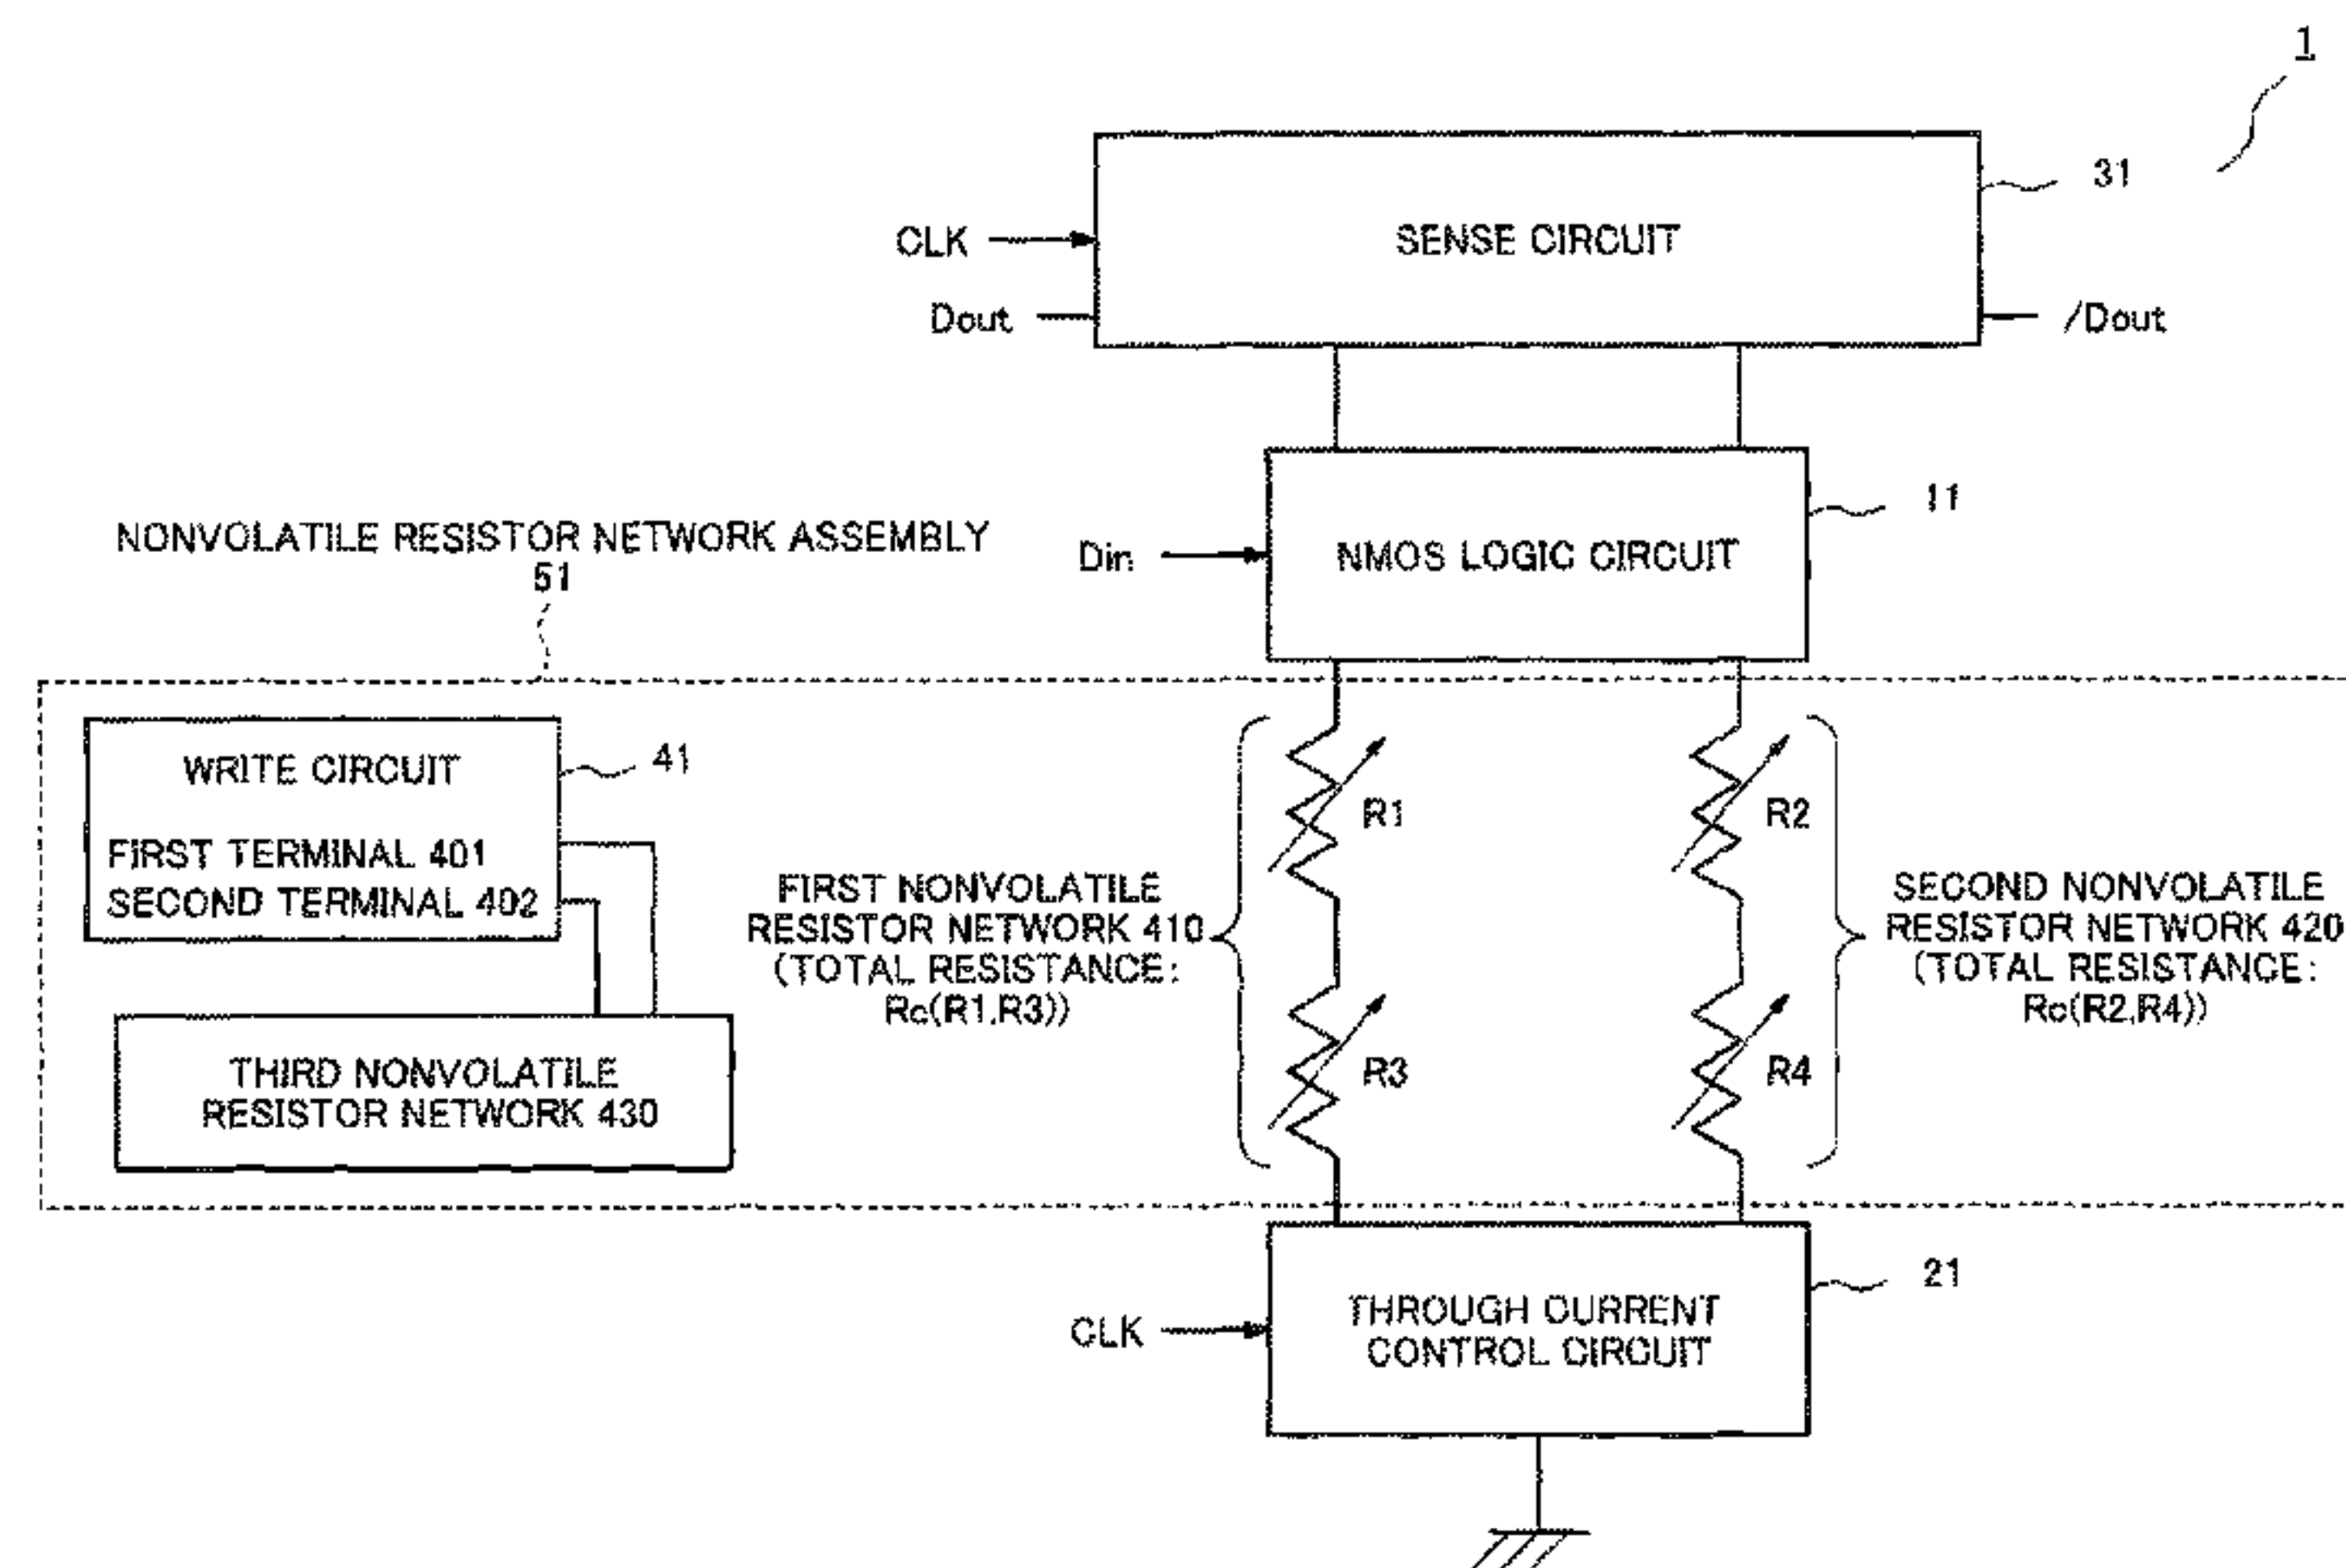 1
31
CLK
SENSE CIRCUIT
Dout
/Dout
11
Din
NMOS LOGIC CIRCUIT
NONVOLATILE RESISTOR NETWORK ASSEMBLY
51
WRITE CIRCUIT
41
FIRST TERMINAL 401
SECOND TERMINAL 402
R1
R2
FIRST NONVOLATILE
RESISTOR NETWORK 410
(TOTAL RESISTANCE:
Rc(R1,R3))
SECOND NONVOLATILE
RESISTOR NETWORK 420
(TOTAL RESISTANCE:
Rc(R2,R4))
THIRD NONVOLATILE
RESISTOR NETWORK 430
R3
R4
21
CLK
THROUGH CURRENT
CONTROL CIRCUIT